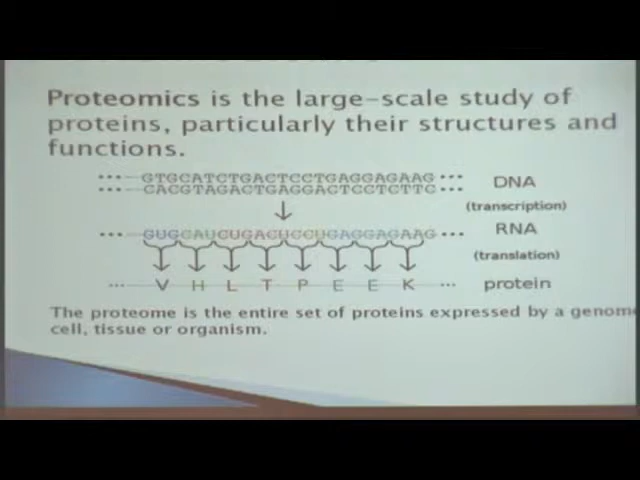 Proteomics is the large-scale study of
proteins, particularly their structures and
functions.
... GTGCATCTGACTCCTGAGGAGAAG ... DNA
... CACGTAGACTGAGGACTCCTCTTC ...
(transcription)
... GUGCAUCUGACUCCUGAGGAGAAG ... RNA
(translation)
... V H L T P E E K ... protein
The proteome is the entire set of proteins expressed by a genome
cell, tissue or organism.